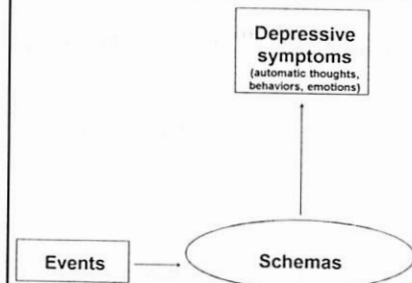 Depressive
symptoms
(automatic thoughts,
behaviors, emotions)
Events
Schemas